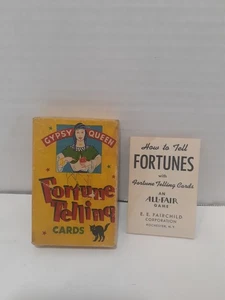 GYPSY QUEEN
Fortune
Telling
CARDS
How to Tell
FORTUNES
with
Fortune Telling Cards
AN
ALL-FAIR
GAME
E. E. FAIRCHILD
CORPORATION
ROCHESTER, N.Y.